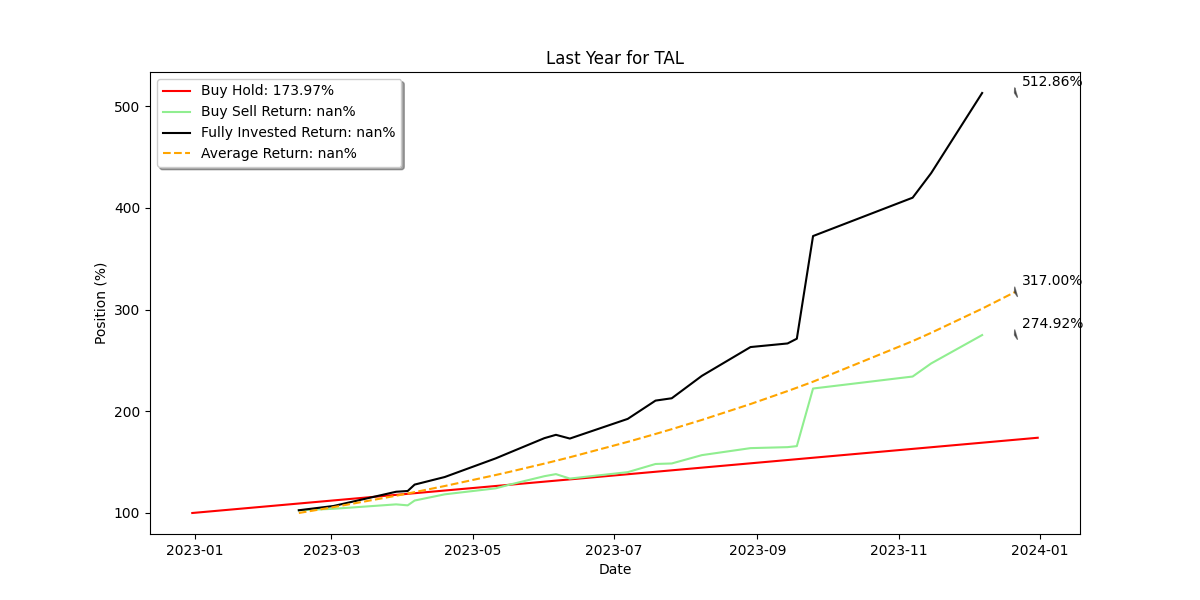 Last Year for TAL
Buy Hold: 173.97%
Buy Sell Return: nan%
Fully Invested Return: nan%
Average Return: nan%
512.86%
317.00%
274.92%
500
400
300
200
100
Position (%)
2023-01 2023-03 2023-05 2023-07 2023-09 2023-11 2024-01
Date